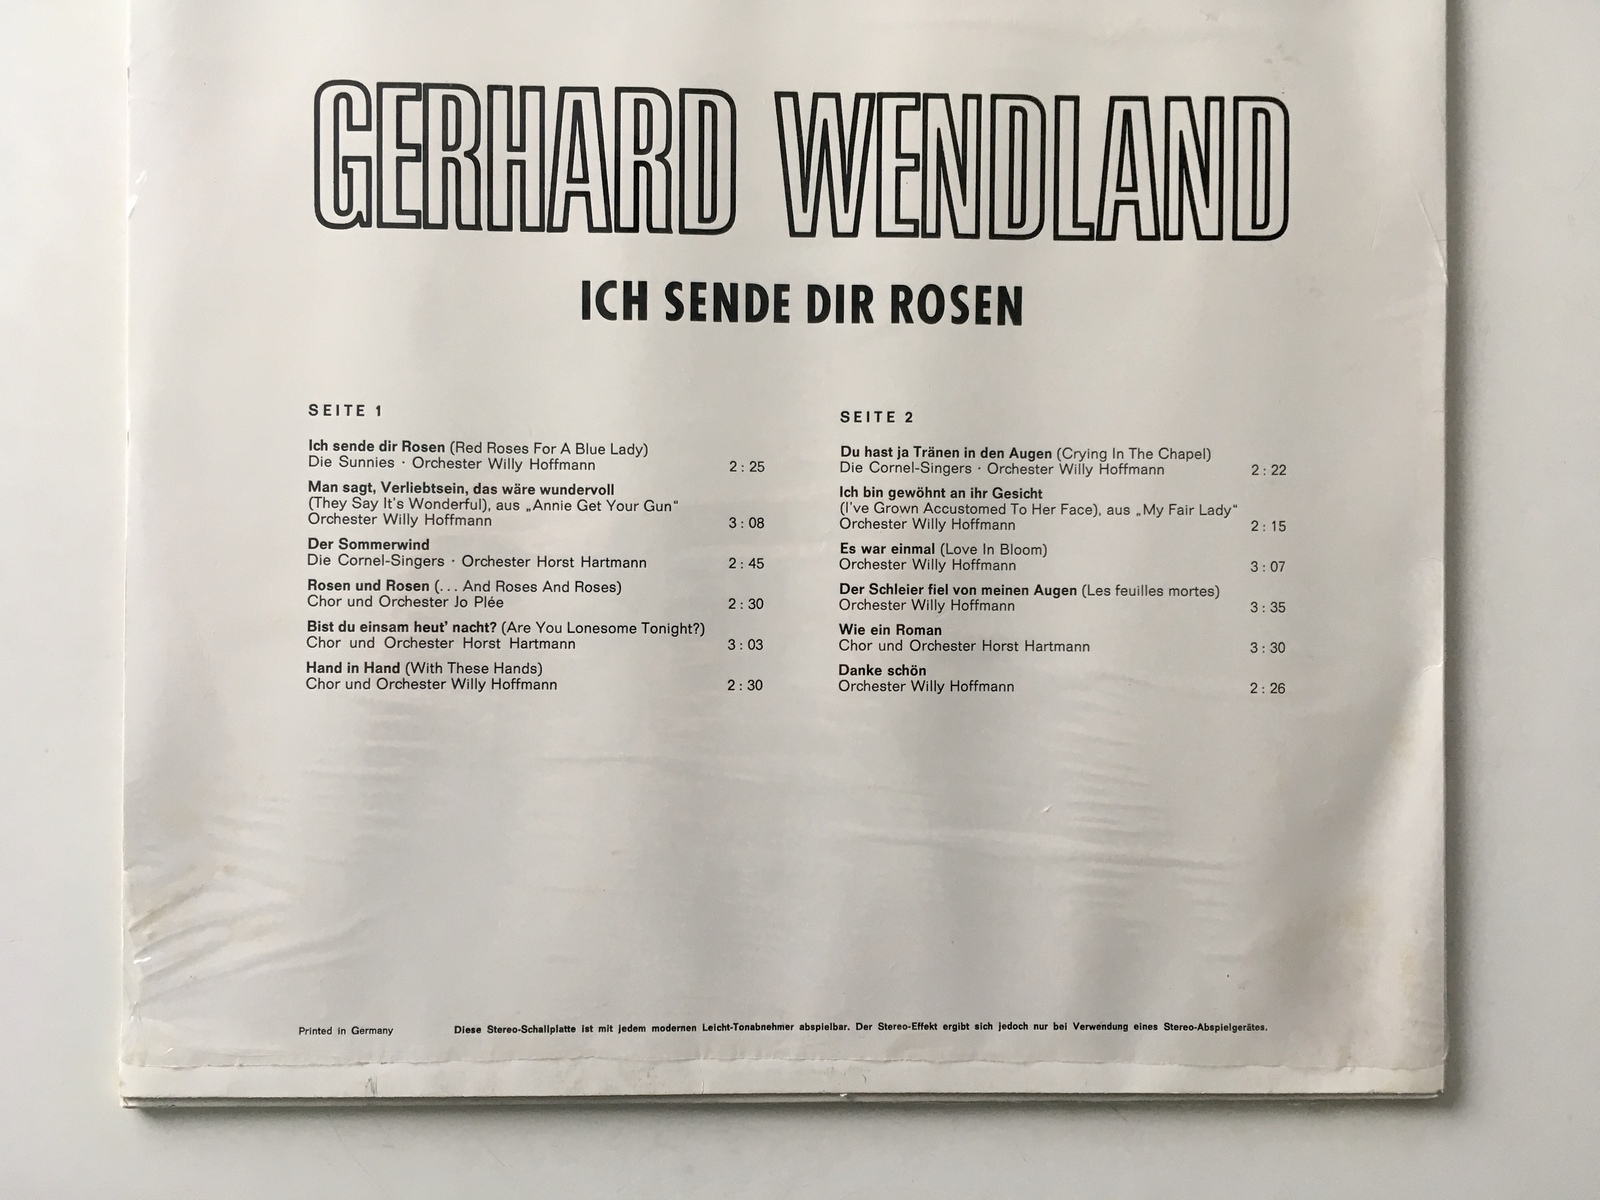 GERHARD WENDLAND
ICH SENDE DIR ROSEN
SEITE 1
Ich sende dir Rosen (Red Roses For A Blue Lady)
Die Sunnies · Orchester Willy Hoffmann 2 : 25
Man sagt, Verliebtsein, das wäre wundervoll
(They Say It's Wonderful), aus „Annie Get Your Gun"
Orchester Willy Hoffmann 3 : 08
Der Sommerwind
Die Cornel-Singers · Orchester Horst Hartmann 2 : 45
Rosen und Rosen (... And Roses And Roses)
Chor und Orchester Jo Plée 2 : 30
Bist du einsam heut' nacht? (Are You Lonesome Tonight?)
Chor und Orchester Horst Hartmann 3 : 03
Hand in Hand (With These Hands)
Chor und Orchester Willy Hoffmann 2 : 30
SEITE 2
Du hast ja Tränen in den Augen (Crying In The Chapel)
Die Cornel-Singers · Orchester Willy Hoffmann 2 : 22
Ich bin gewöhnt an ihr Gesicht
(I've Grown Accustomed To Her Face), aus „My Fair Lady"
Orchester Willy Hoffmann 2 : 15
Es war einmal (Love In Bloom)
Orchester Willy Hoffmann 3 : 07
Der Schleier fiel von meinen Augen (Les feuilles mortes)
Orchester Willy Hoffmann 3 : 35
Wie ein Roman
Chor und Orchester Horst Hartmann 3 : 30
Danke schön
Orchester Willy Hoffmann 2 : 26
Printed in Germany
Diese Stereo-Schallplatte ist mit jedem modernen Leicht-Tonabnehmer abspielbar. Der Stereo-Effekt ergibt sich jedoch nur bei Verwendung eines Stereo-Abspielgerätes.